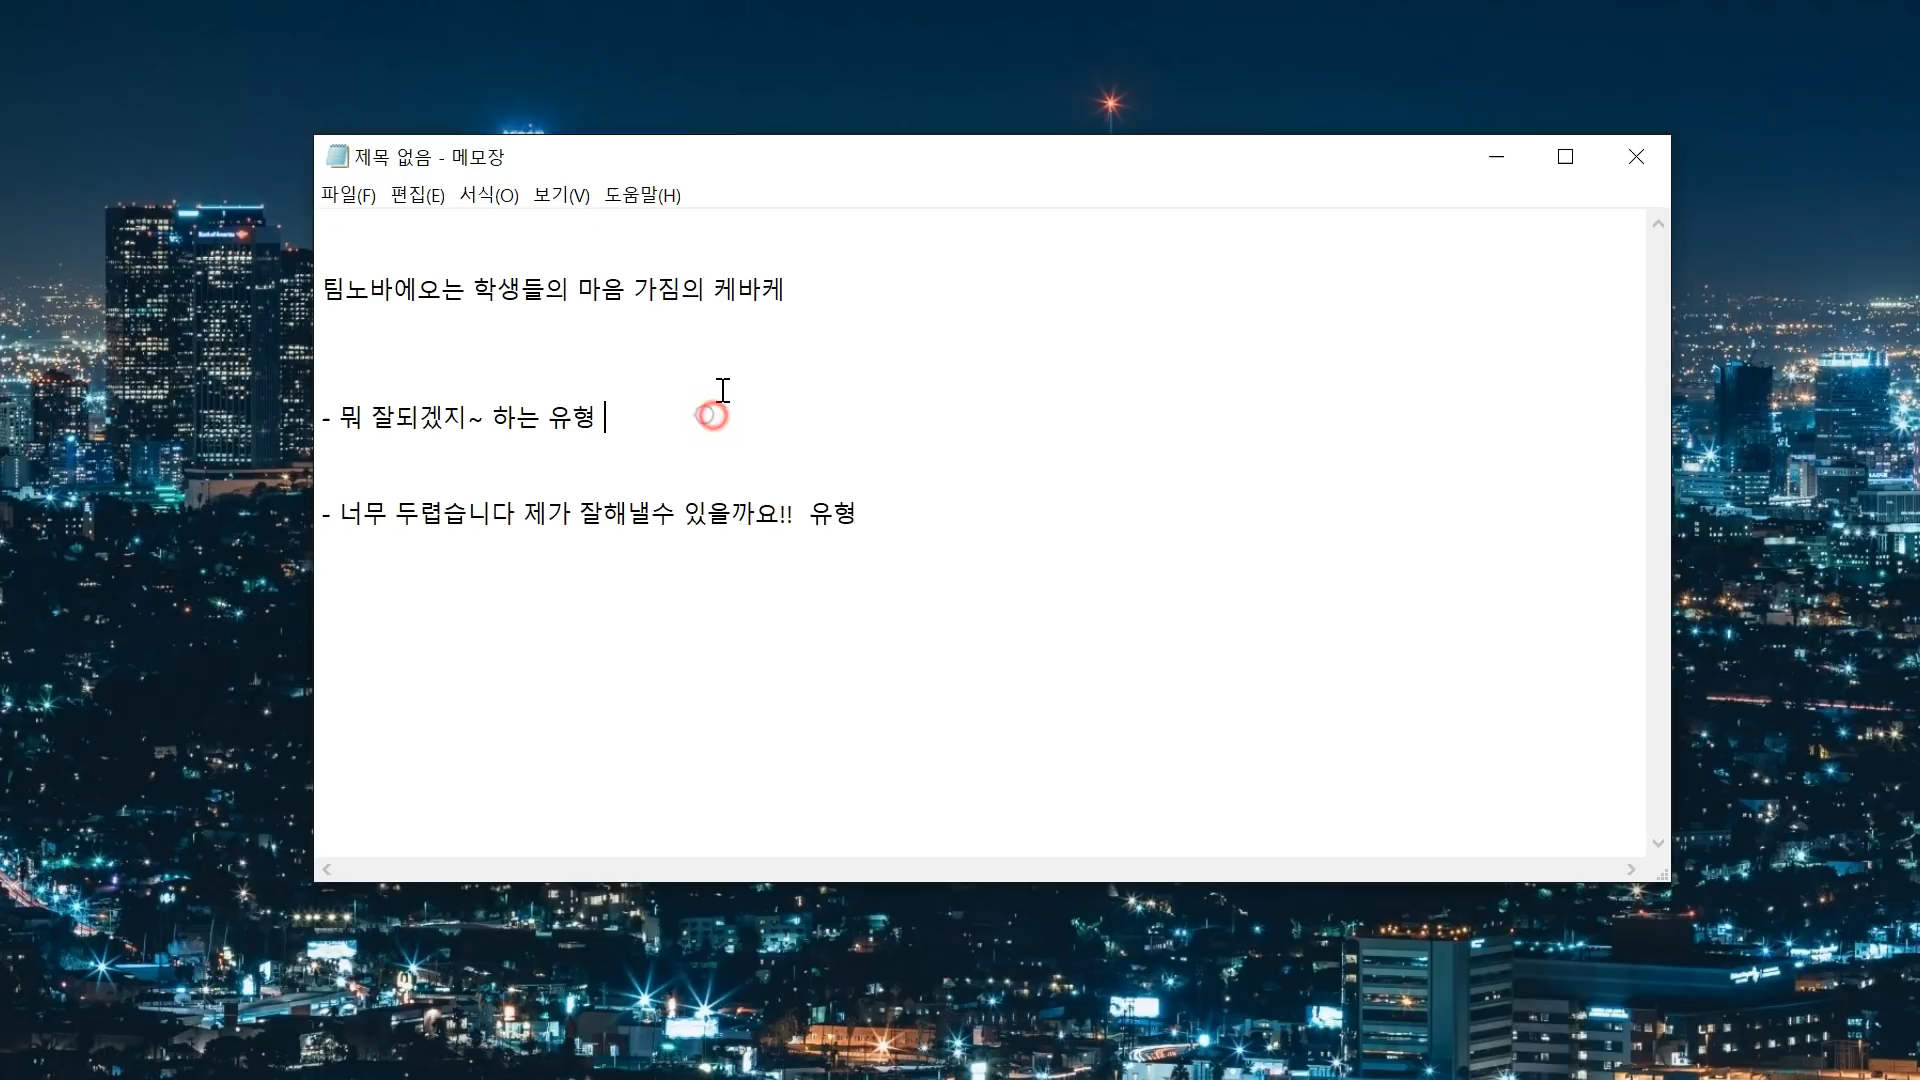 제목 없음 - 메모장
파일(F) 편집(E) 서식(O) 보기(V) 도움말(H)
팀노바에오는 학생들의 마음 가짐의 케바케
- 뭐 잘되겠지~ 하는 유형
- 너무 두렵습니다 제가 잘해낼수 있을까요!!  유형
Bank of America